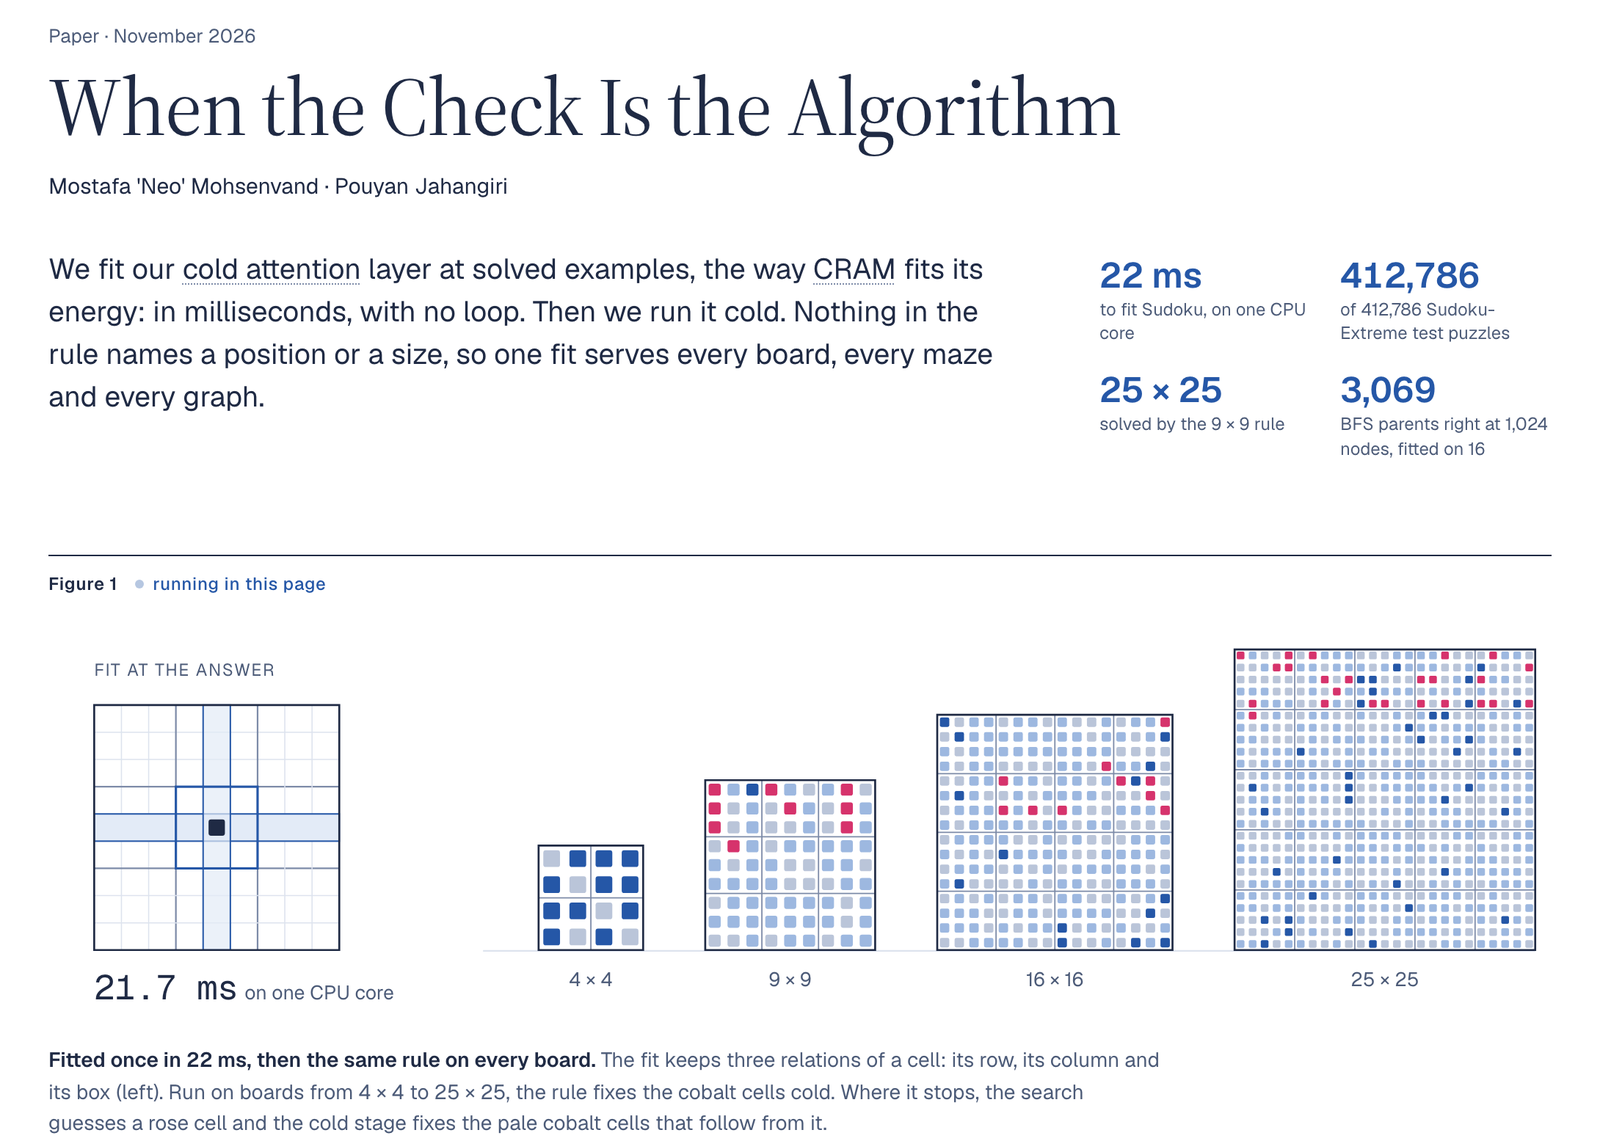 Paper · November 2026
When the Check Is the Algorithm
Mostafa 'Neo' Mohsenvand · Pouyan Jahangiri
We fit our cold attention layer at solved examples, the way CRAM fits its
energy: in milliseconds, with no loop. Then we run it cold. Nothing in the
rule names a position or a size, so one fit serves every board, every maze
and every graph.
22 ms
to fit Sudoku, on one CPU
core
412,786
of 412,786 Sudoku-
Extreme test puzzles
25 × 25
solved by the 9 × 9 rule
3,069
BFS parents right at 1,024
nodes, fitted on 16
Figure 1 running in this page
FIT AT THE ANSWER
21.7 ms on one CPU core
4 × 4
9 × 9
16 × 16
25 × 25
Fitted once in 22 ms, then the same rule on every board. The fit keeps three relations of a cell: its row, its column and
its box (left). Run on boards from 4 × 4 to 25 × 25, the rule fixes the cobalt cells cold. Where it stops, the search
guesses a rose cell and the cold stage fixes the pale cobalt cells that follow from it.